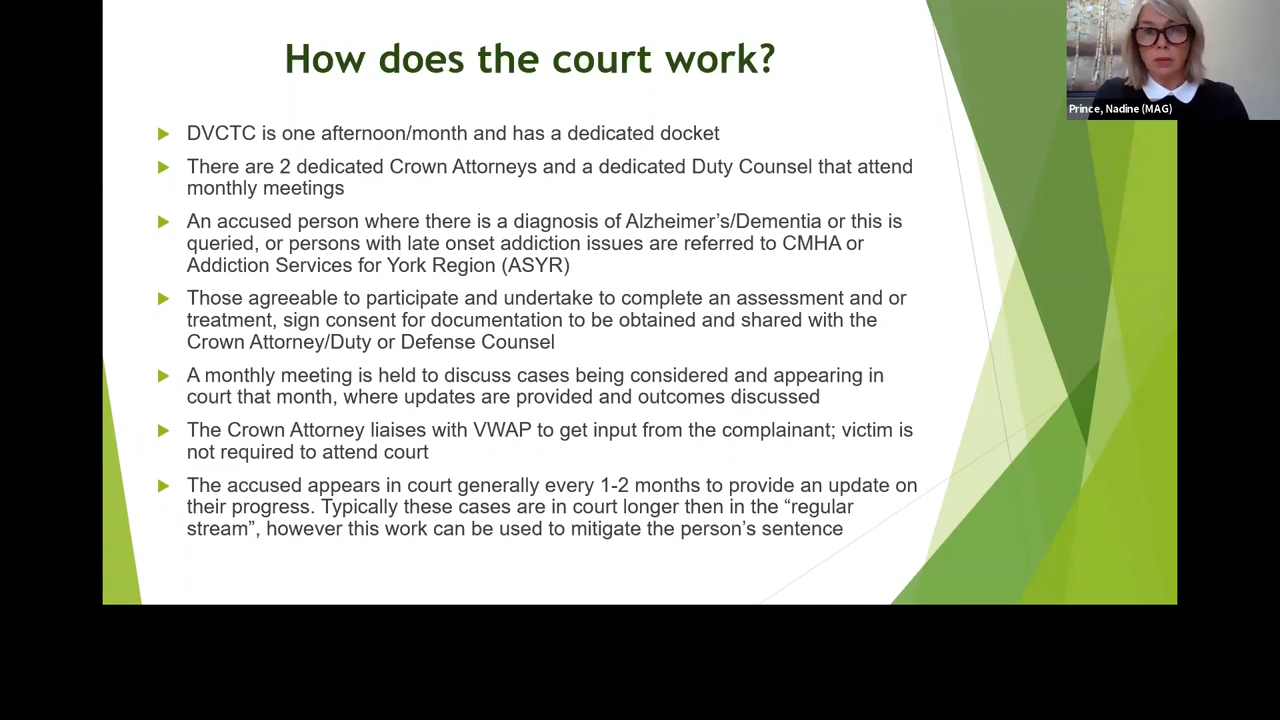 How does the court work?
DVCTC is one afternoon/month and has a dedicated docket
There are 2 dedicated Crown Attorneys and a dedicated Duty Counsel that attend
monthly meetings
An accused person where there is a diagnosis of Alzheimer’s/Dementia or this is
queried, or persons with late onset addiction issues are referred to CMHA or
Addiction Services for York Region (ASYR)
Those agreeable to participate and undertake to complete an assessment and or
treatment, sign consent for documentation to be obtained and shared with the
Crown Attorney/Duty or Defense Counsel
A monthly meeting is held to discuss cases being considered and appearing in
court that month, where updates are provided and outcomes discussed
The Crown Attorney liaises with VWAP to get input from the complainant; victim is
not required to attend court
The accused appears in court generally every 1-2 months to provide an update on
their progress. Typically these cases are in court longer then in the “regular
stream”, however this work can be used to mitigate the person’s sentence
Prince, Nadine (MAG)